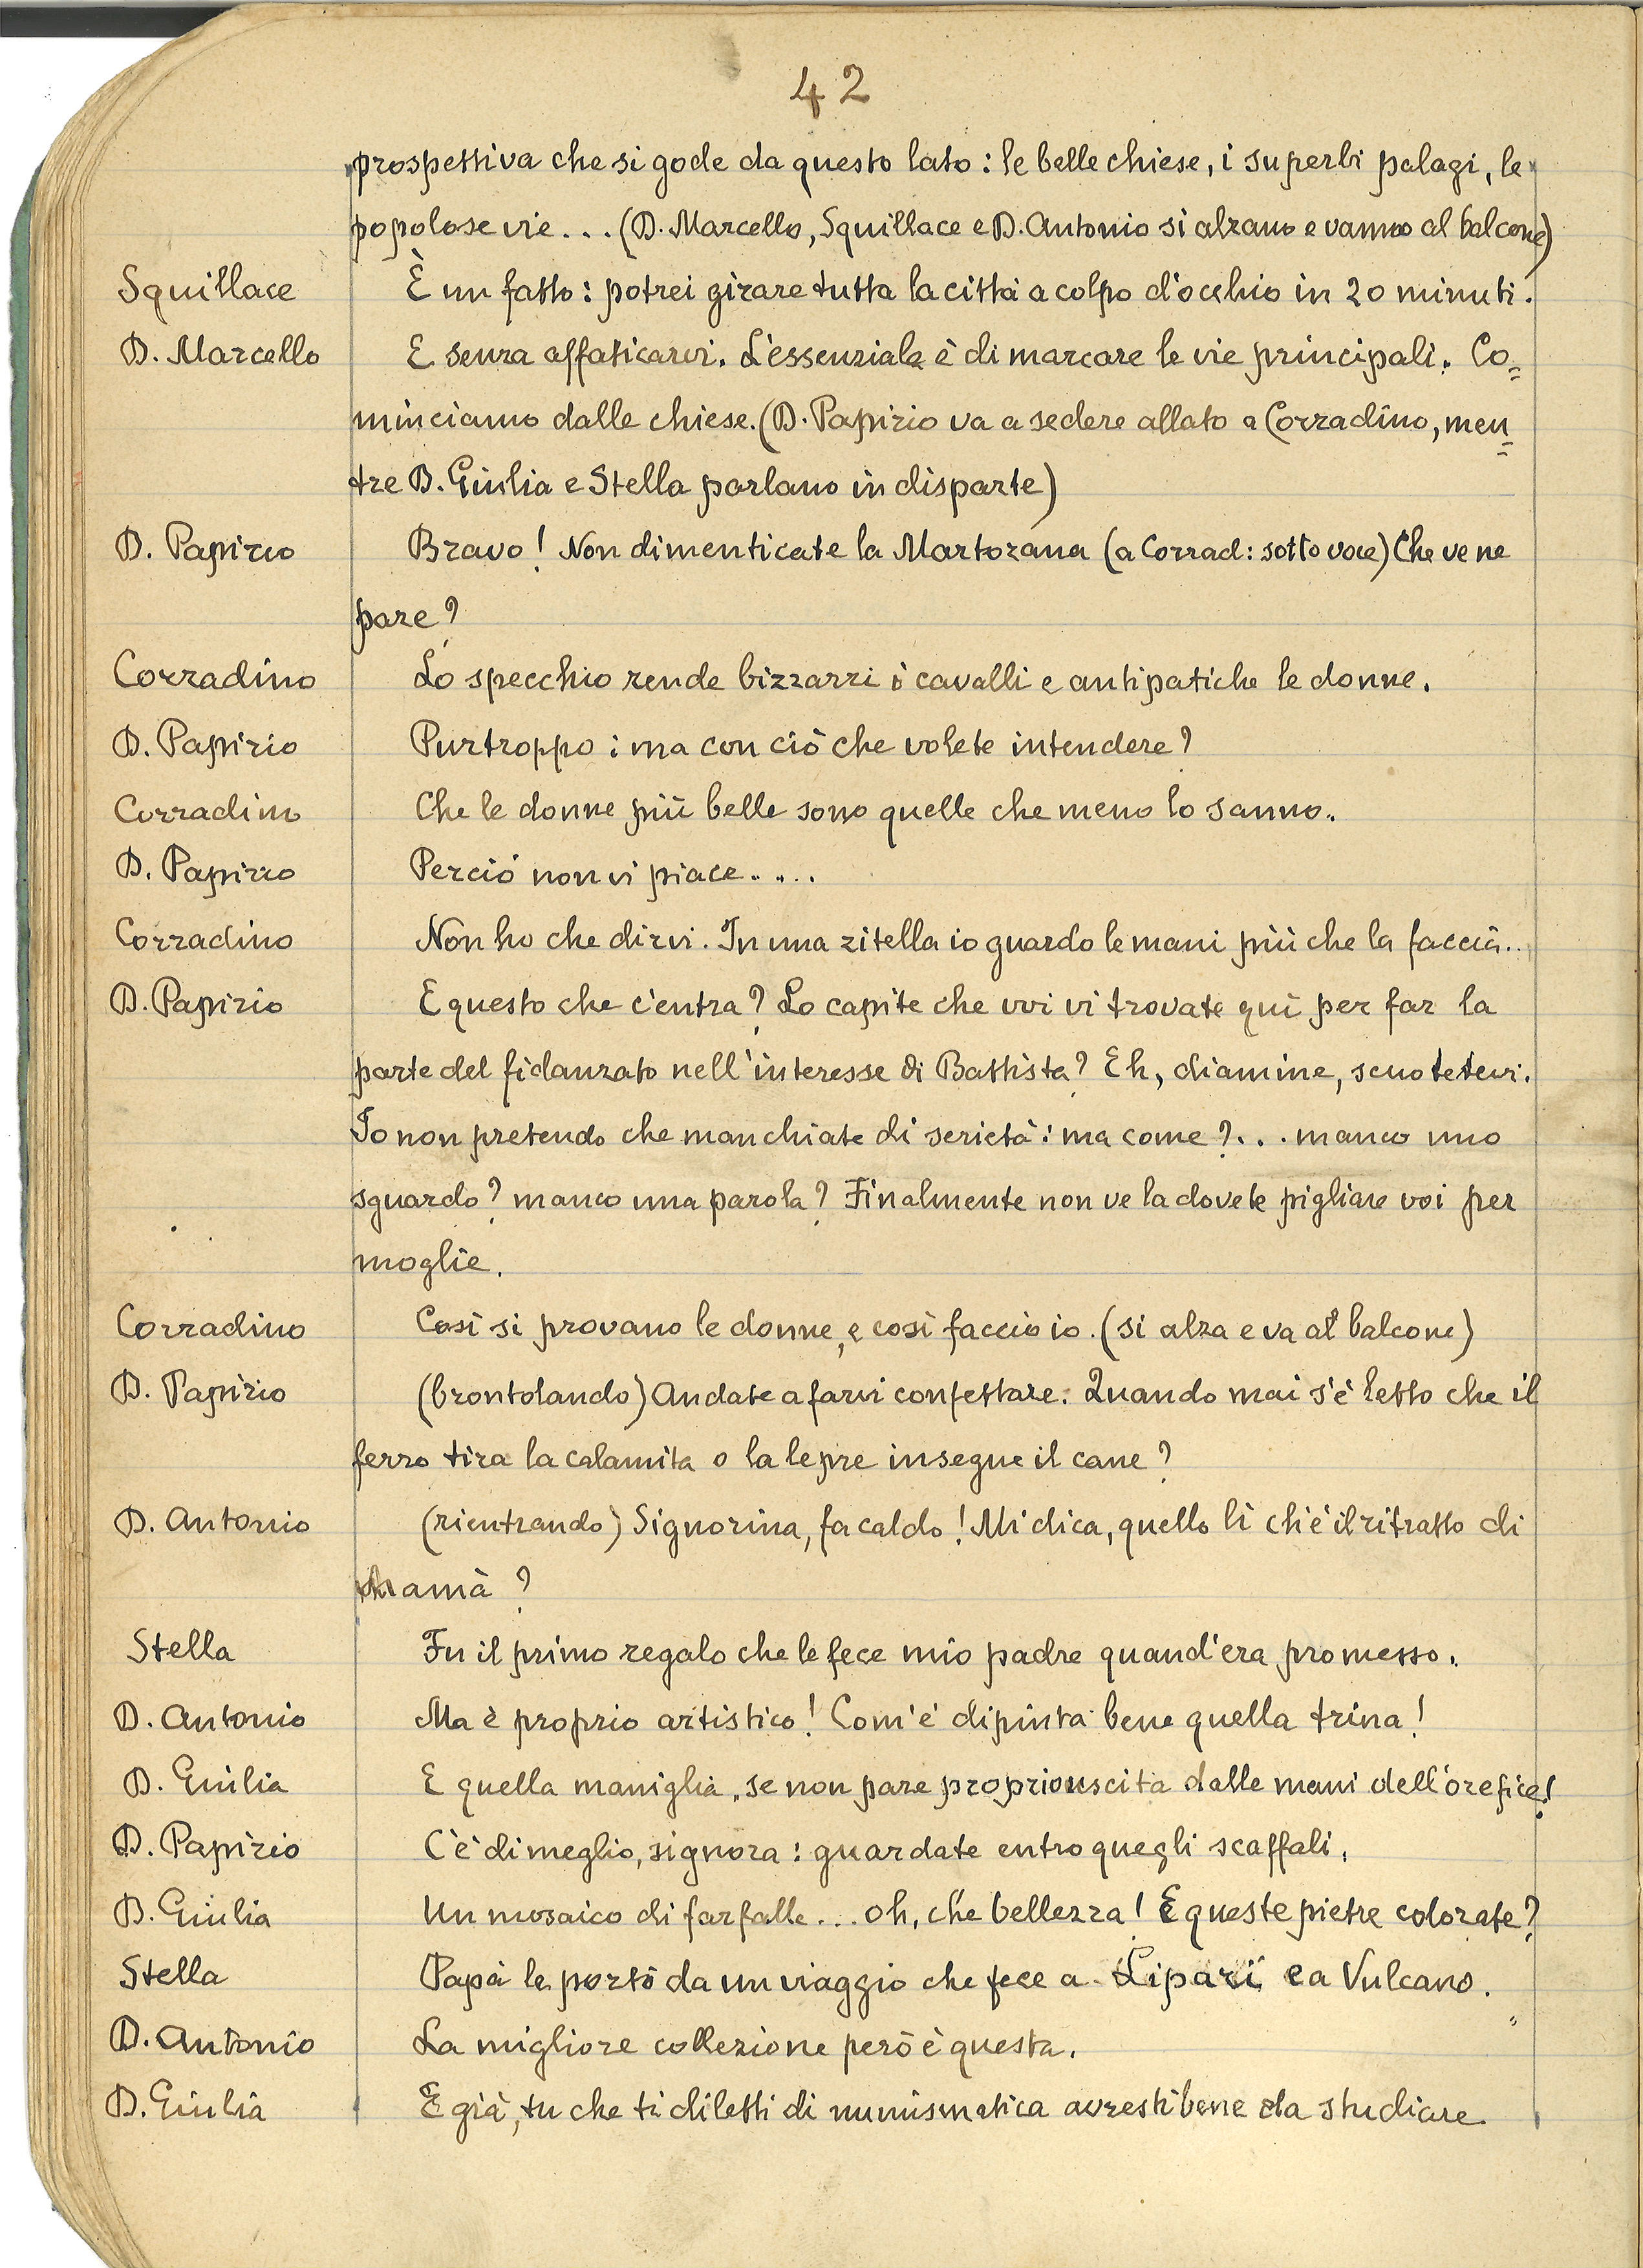 42
prospettiva che si gode da questo lato: le belle chiese, i superbi palagi, le
popolose vie... (D. Marcello, Squillace e D. Antonio si alzano e vanno al balcone)
Squillace È un fatto: potrei girare tutta la città a colpo d'occhio in 20 minuti.
D. Marcello E senza affaticarvi. L'essenziale è di marcare le vie principali. Co=
minciamo dalle chiese. (D. Papirio va a sedere allato a Corradino, men=
tre D. Giulia e Stella parlano in disparte)
D. Papirio Bravo! Non dimenticate la Martorana (a Corrad: sotto voce) Che ve ne
pare?
Corradino Lo specchio rende bizzarri i cavalli e antipatiche le donne.
D. Papirio Purtroppo: ma con ciò che volete intendere?
Corradino Che le donne più belle sono quelle che meno lo sanno.
D. Papirio Perciò non vi piace.....
Corradino Non ho che dirvi. In una zitella io guardo le mani più che la faccia..
D. Papirio E questo che c'entra? Lo capite che voi vi trovate quì per far la
parte del fidanzato nell'interesse di Battista? Eh, diamine, scuotetevi.
Io non pretendo che manchiate di serietà: ma come?... manco uno
sguardo? manco una parola? Finalmente non ve la dovete pigliare voi per
moglie.
Corradino Così si provano le donne, e così faccio io. (si alza e va al balcone)
D. Papirio (brontolando) Andate a farvi confettare. Quando mai s'è letto che il
ferro tira la calamita o la lepre insegue il cane?
D. Antonio (rientrando) Signorina, fa caldo! Mi dica, quello lì ch'è il ritratto di
mamà?
Stella Fu il primo regalo che le fece mio padre quand'era promesso.
D. Antonio Ma è proprio artistico! Com'è dipinta bene quella trina!
D. Giulia E quella maniglia, se non pare proprio uscita dalle mani dell'orefice!
D. Papirio C'è di meglio, signora: guardate entro quegli scaffali.
D. Giulia Un mosaico di farfalle... oh, che bellezza! E queste pietre colorate?
Stella Papà le portò da un viaggio che fece a Lipari e a Vulcano.
D. Antonio La migliore collezione però è questa.
D. Giulia E già, tu che ti diletti di numismatica avresti bene da studiare